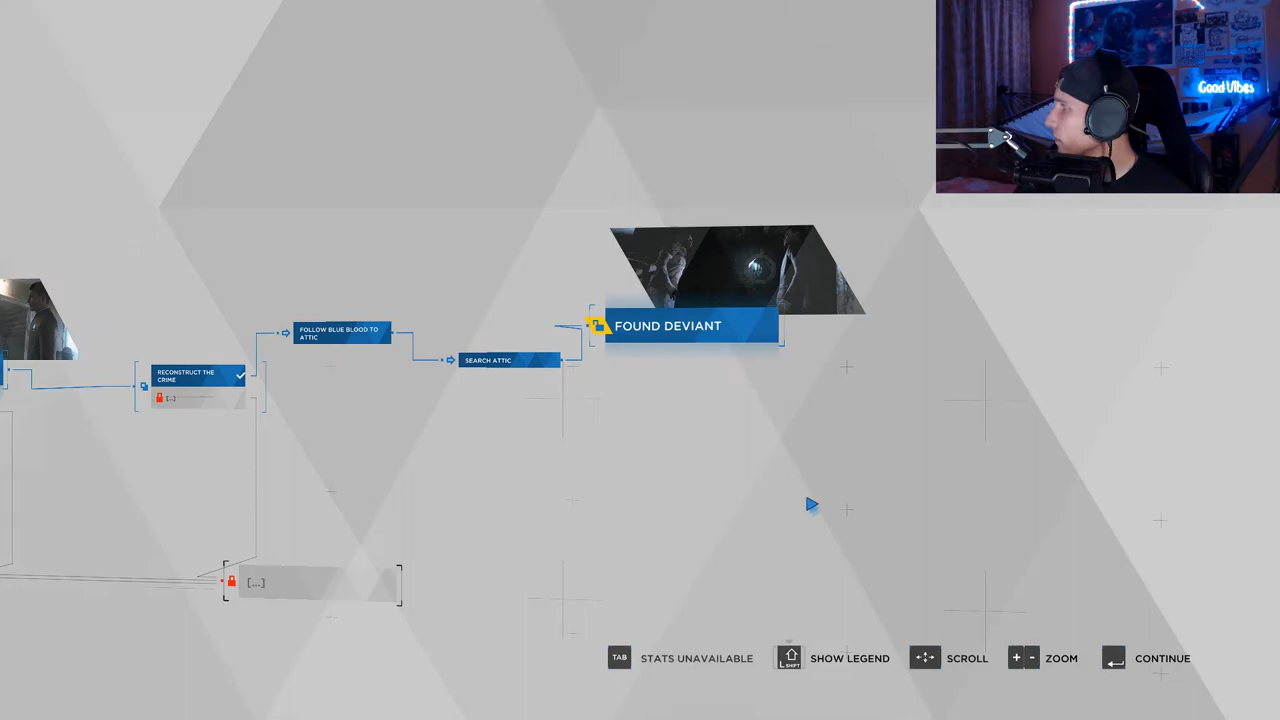 Good Vibes
FOUND DEVIANT
FOLLOW BLUE BLOOD TO
ATTIC
SEARCH ATTIC
RECONSTRUCT THE
CRIME
[...]
[...]
TAB STATS UNAVAILABLE
L SHIFT SHOW LEGEND
SCROLL
+ - ZOOM
CONTINUE